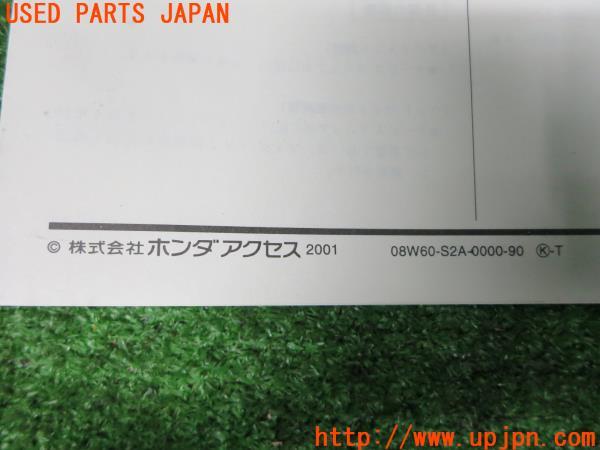 USED PARTS JAPAN
© 株式会社 ホンダアクセス 2001 08W60-S2A-0000-90 Ⓚ-T
http://www.upjpn.com